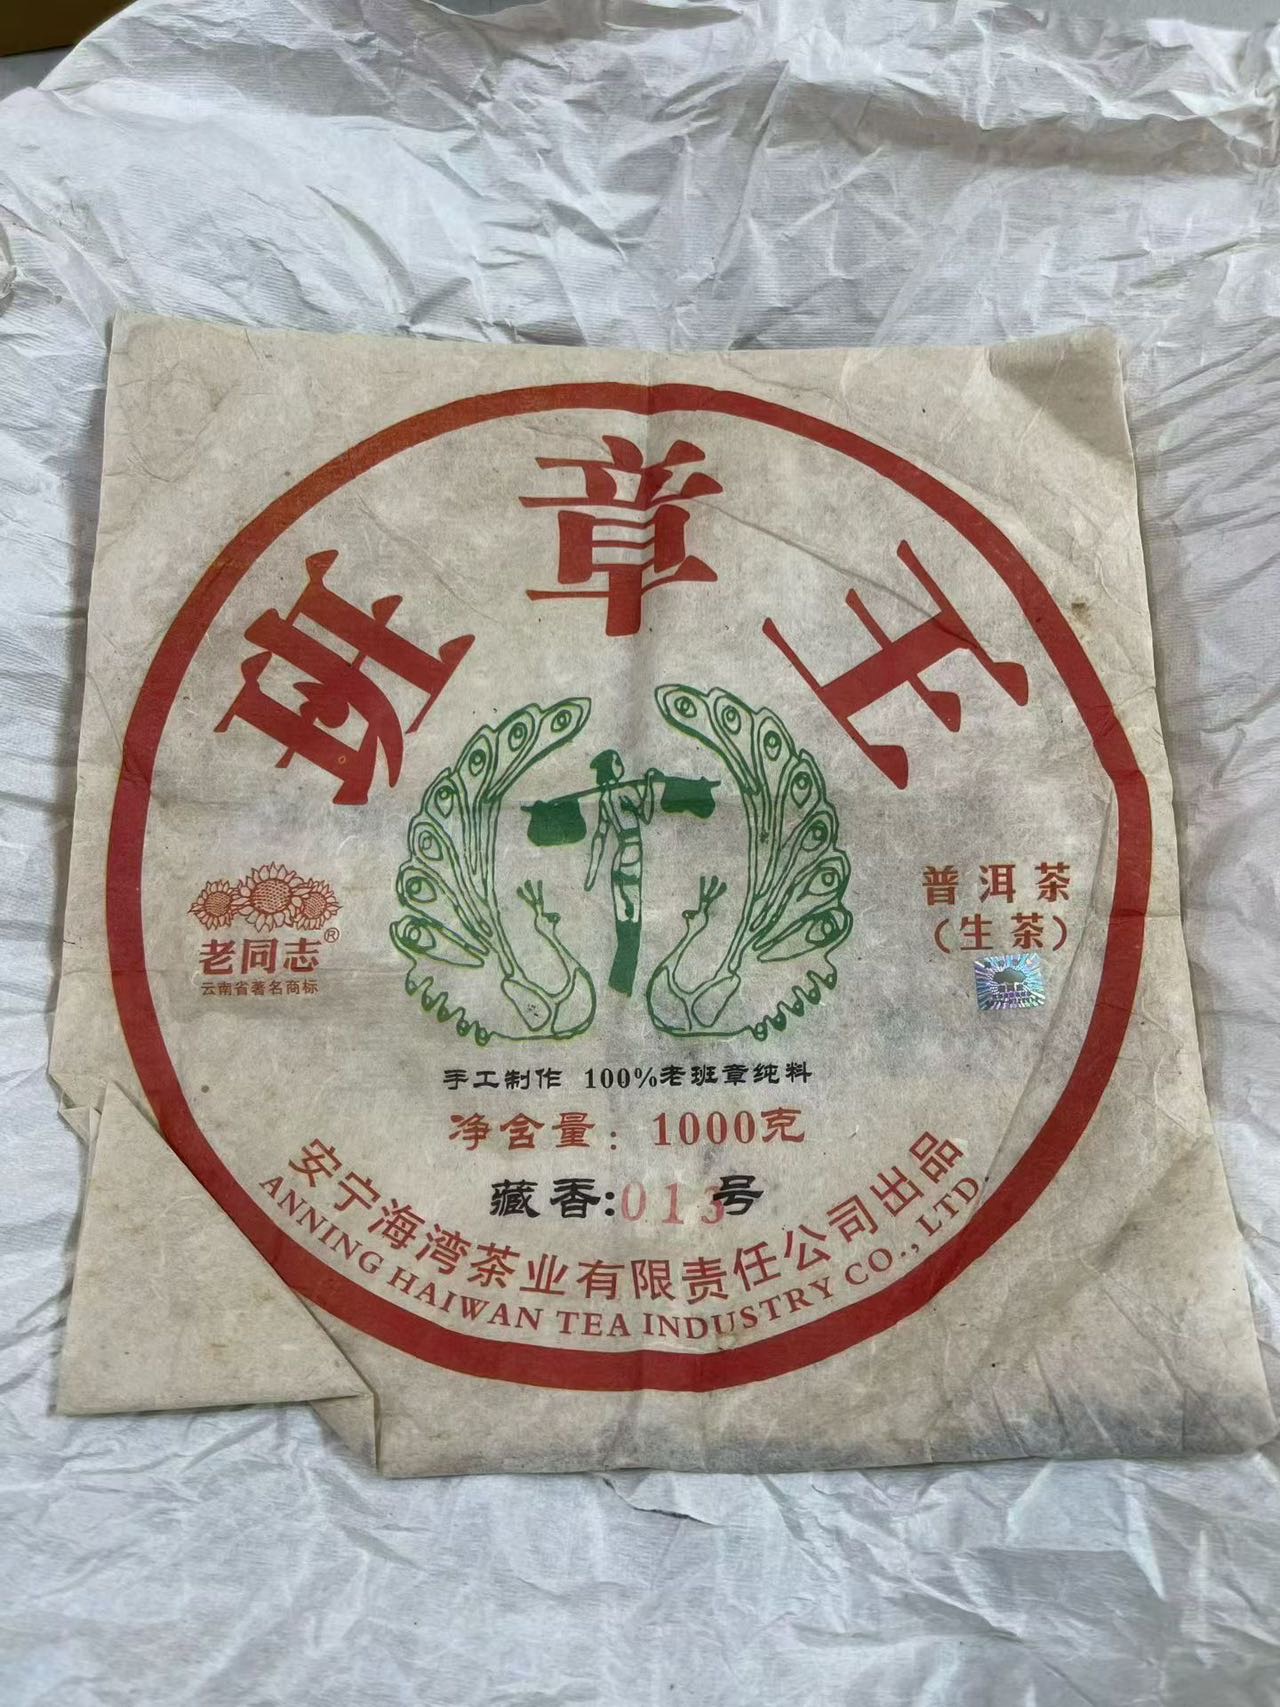 班章王
老同志®
云南省著名商标
普洱茶
(生茶)
手工制作 100%老班章纯料
净含量: 1000克
藏香:013号
安宁海湾茶业有限责任公司出品
ANNING HAIWAN TEA INDUSTRY CO., LTD